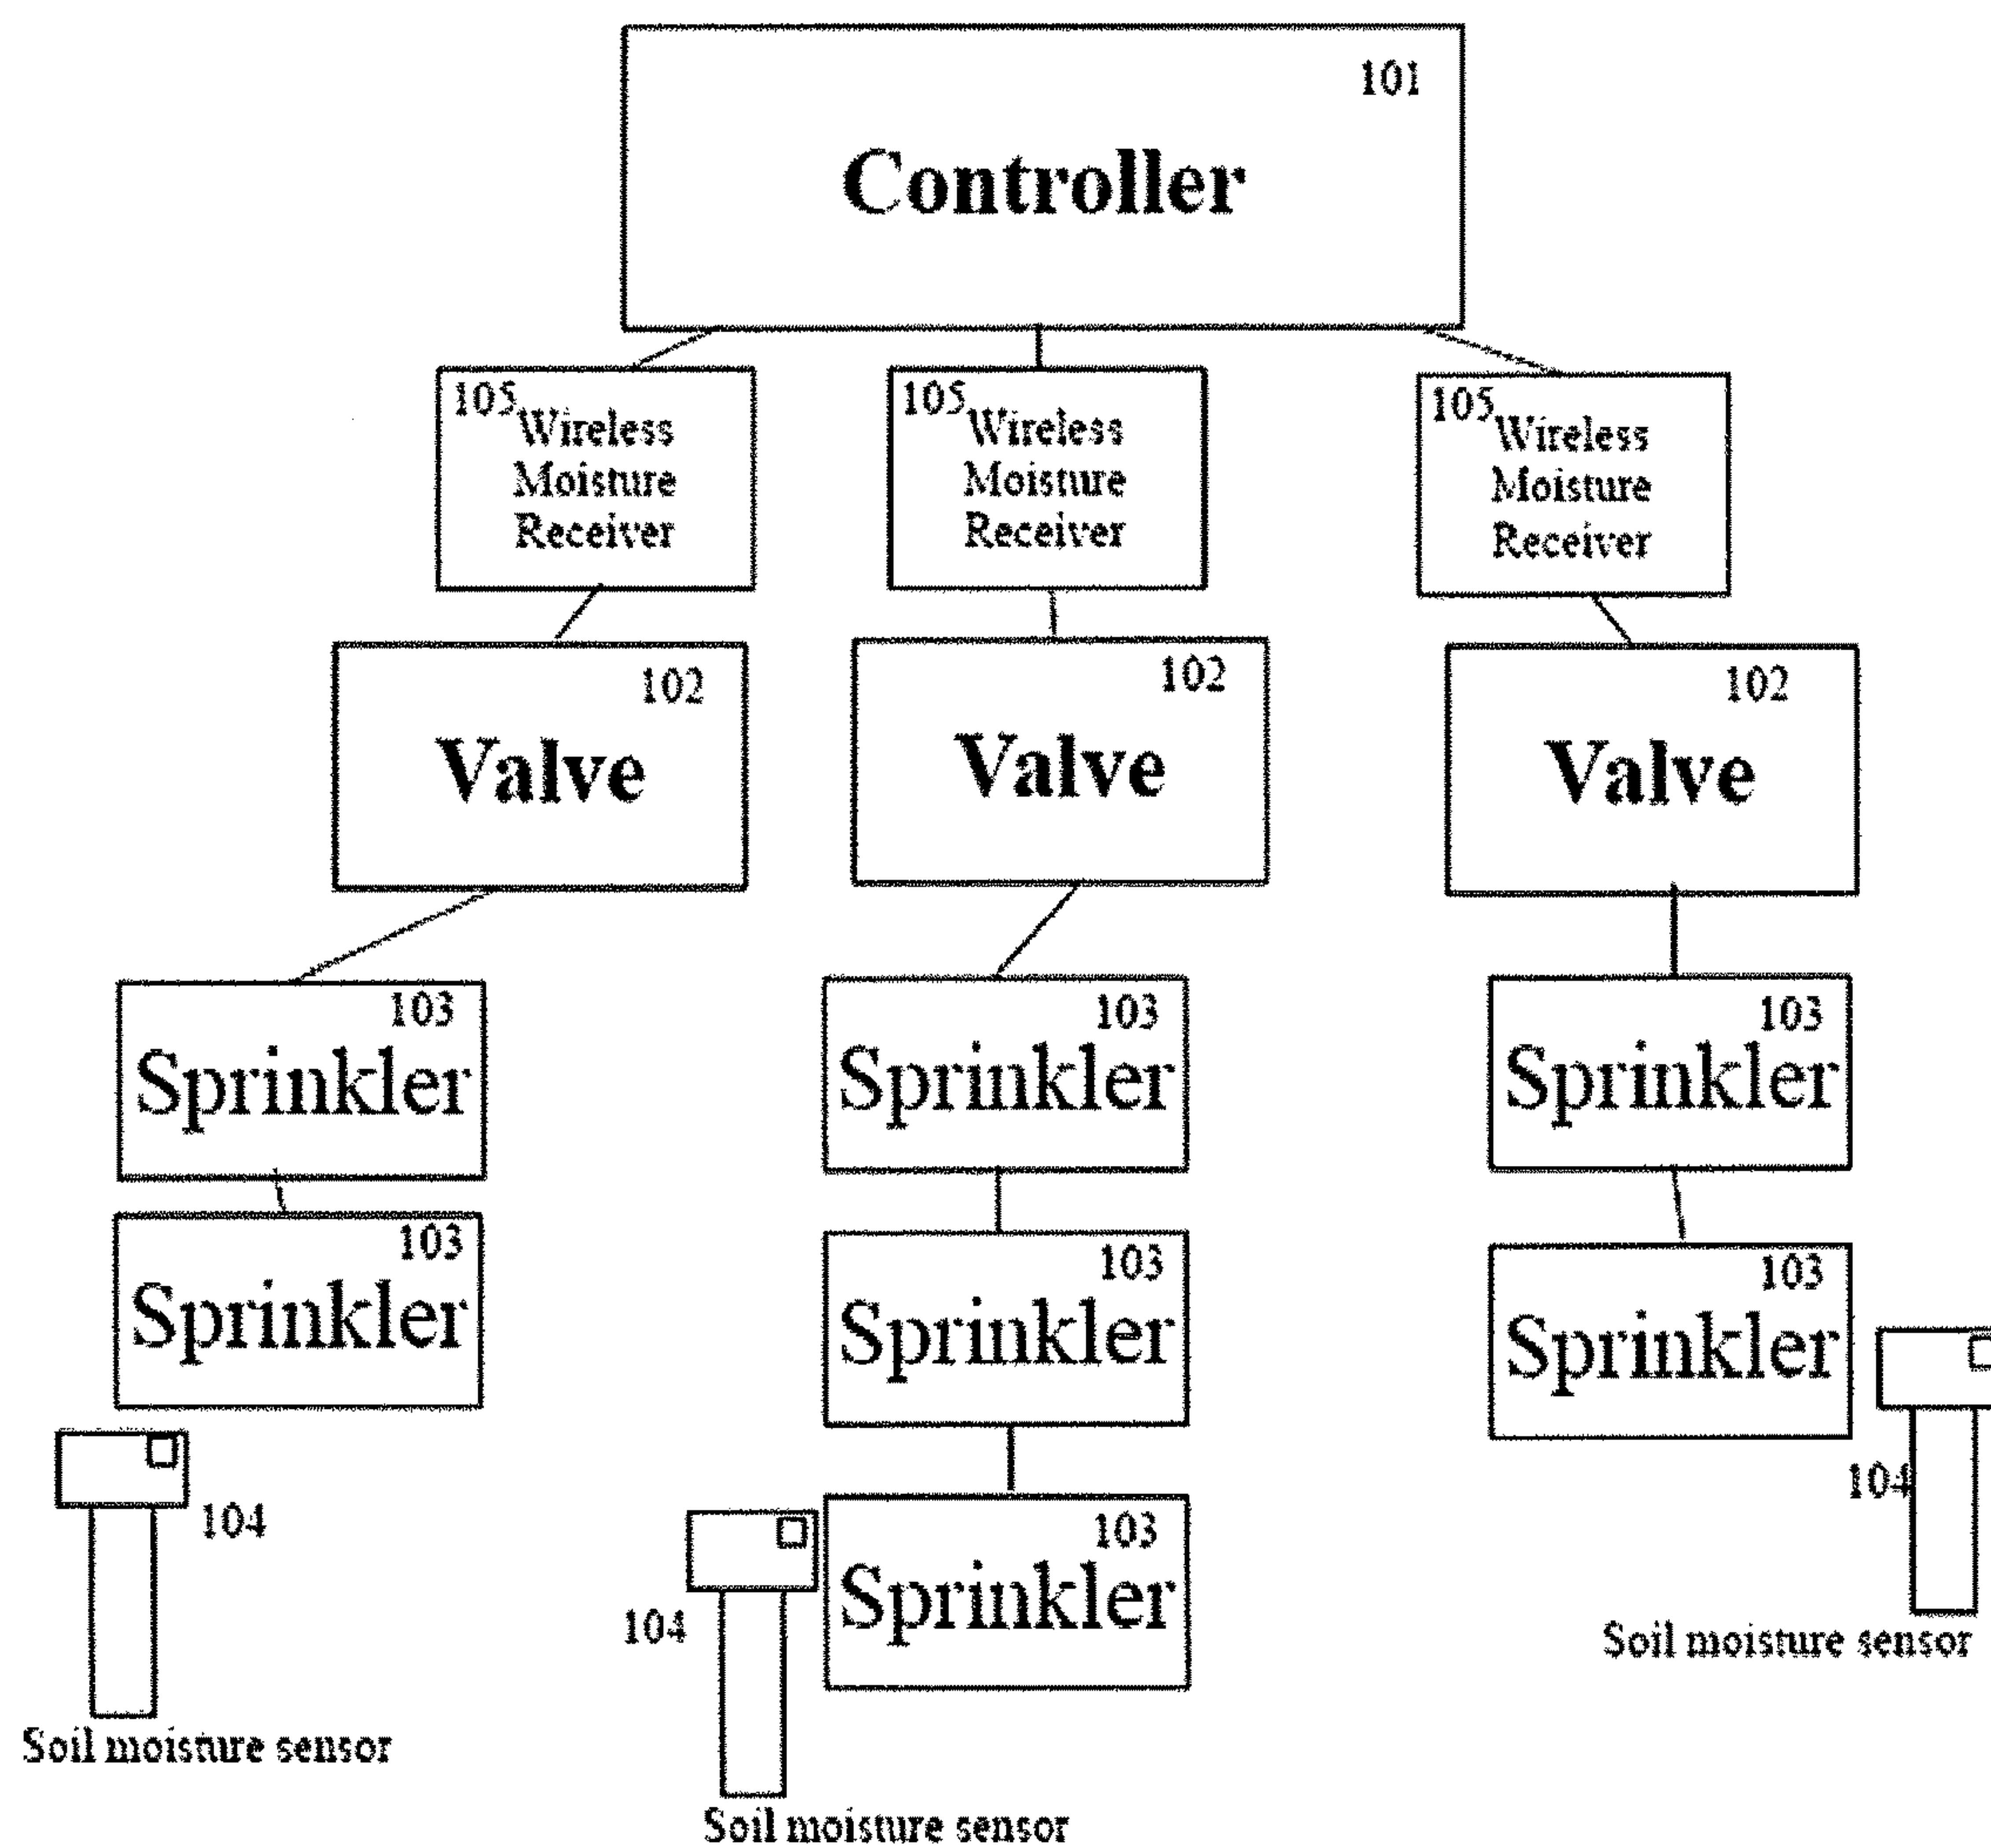 101
Controller
105
Wireless
Moisture
Receiver
105
Wireless
Moisture
Receiver
105
Wireless
Moisture
Receiver
102
Valve
102
Valve
102
Valve
103
Sprinkler
103
Sprinkler
103
Sprinkler
103
Sprinkler
103
Sprinkler
103
Sprinkler
104
Soil moisture sensor
103
Sprinkler
104
Soil moisture sensor
104
Soil moisture sensor